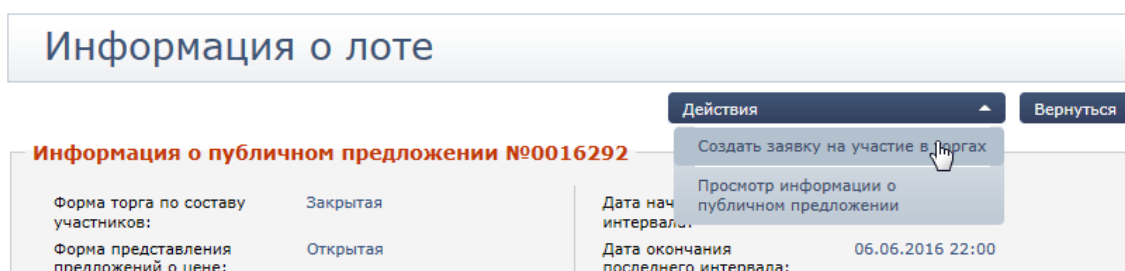 Информация о лоте
Действия
Вернуться
Создать заявку на участие в торгах
Информация о публичном предложении №0016292
Просмотр информации о
публичном предложении
Форма торга по составу
участников:
Закрытая
Дата нач
интервала:
Форма представления
предложений о цене:
Открытая
Дата окончания
последнего интервала:
06.06.2016 22:00